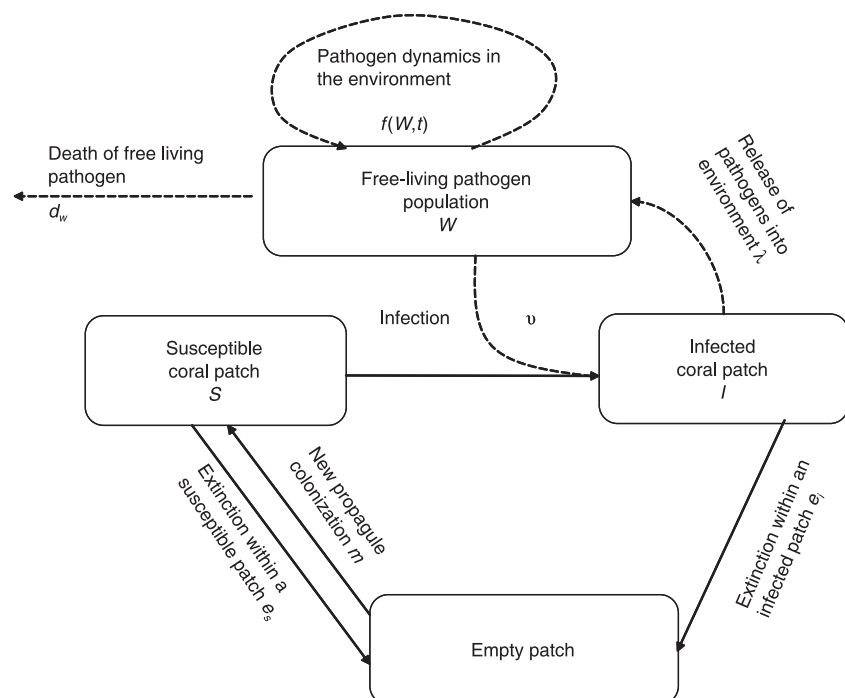 Pathogen dynamics in
the environment
f(W,t)
Death of free living
pathogen
d_w
Free-living pathogen
population
W
Release of
pathogens into
environment λ
Infection υ
Susceptible
coral patch
S
Infected
coral patch
I
Extinction within a
susceptible patch e_s
New propagule
colonization m
Extinction within an
infected patch e_i
Empty patch